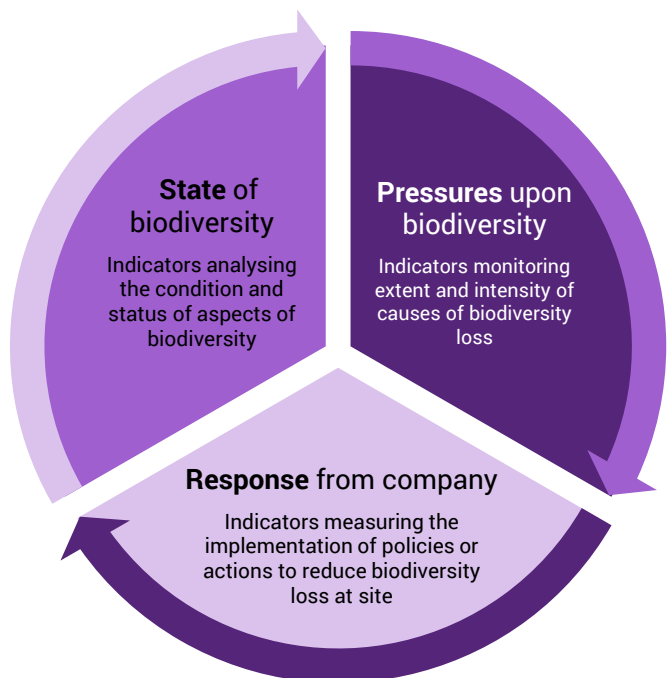 State of
biodiversity
Indicators analysing
the condition and
status of aspects of
biodiversity
Pressures upon
biodiversity
Indicators monitoring
extent and intensity of
causes of biodiversity
loss
Response from company
Indicators measuring the
implementation of policies or
actions to reduce biodiversity
loss at site